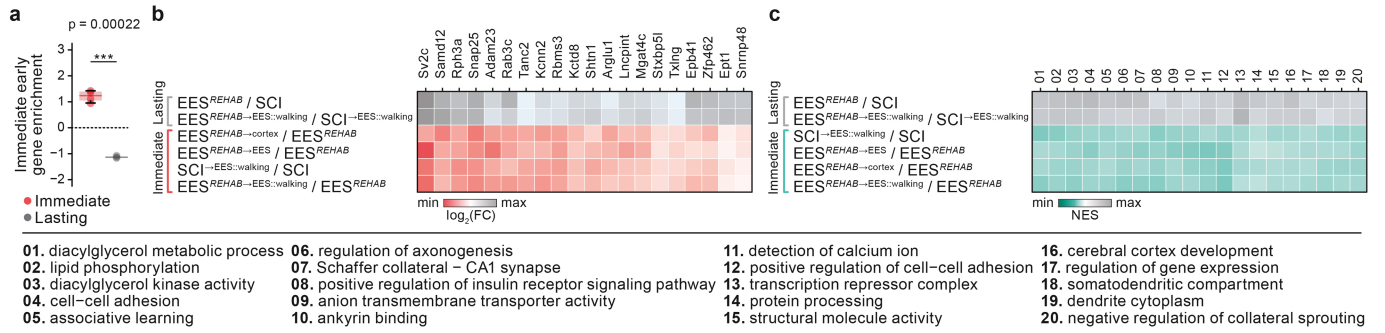 a
p = 0.00022
***
Immediate early
gene enrichment
3
2
1
0
−1
−2
Immediate
Lasting
b
Sv2c Samd12 Rph3a Snap25 Adam23 Rab3c Tanc2 Kcnn2 Rbms3 Kctd8 Shtn1 Arglu1 Lncpint Mgat4c Stxbp5l Txlng Epb41 Zfp462 Ept1 Snrnp48
Lasting
EES^REHAB / SCI
EES^REHAB→EES::walking / SCI^→EES::walking
Immediate
EES^REHAB→cortex / EES^REHAB
EES^REHAB→EES / EES^REHAB
SCI^→EES::walking / SCI
EES^REHAB→EES::walking / EES^REHAB
min max
log₂(FC)
c
01 02 03 04 05 06 07 08 09 10 11 12 13 14 15 16 17 18 19 20
Lasting
EES^REHAB / SCI
EES^REHAB→EES::walking / SCI^→EES::walking
Immediate
SCI^→EES::walking / SCI
EES^REHAB→EES / EES^REHAB
EES^REHAB→cortex / EES^REHAB
EES^REHAB→EES::walking / EES^REHAB
min max
NES
01. diacylglycerol metabolic process
02. lipid phosphorylation
03. diacylglycerol kinase activity
04. cell−cell adhesion
05. associative learning
06. regulation of axonogenesis
07. Schaffer collateral − CA1 synapse
08. positive regulation of insulin receptor signaling pathway
09. anion transmembrane transporter activity
10. ankyrin binding
11. detection of calcium ion
12. positive regulation of cell−cell adhesion
13. transcription repressor complex
14. protein processing
15. structural molecule activity
16. cerebral cortex development
17. regulation of gene expression
18. somatodendritic compartment
19. dendrite cytoplasm
20. negative regulation of collateral sprouting